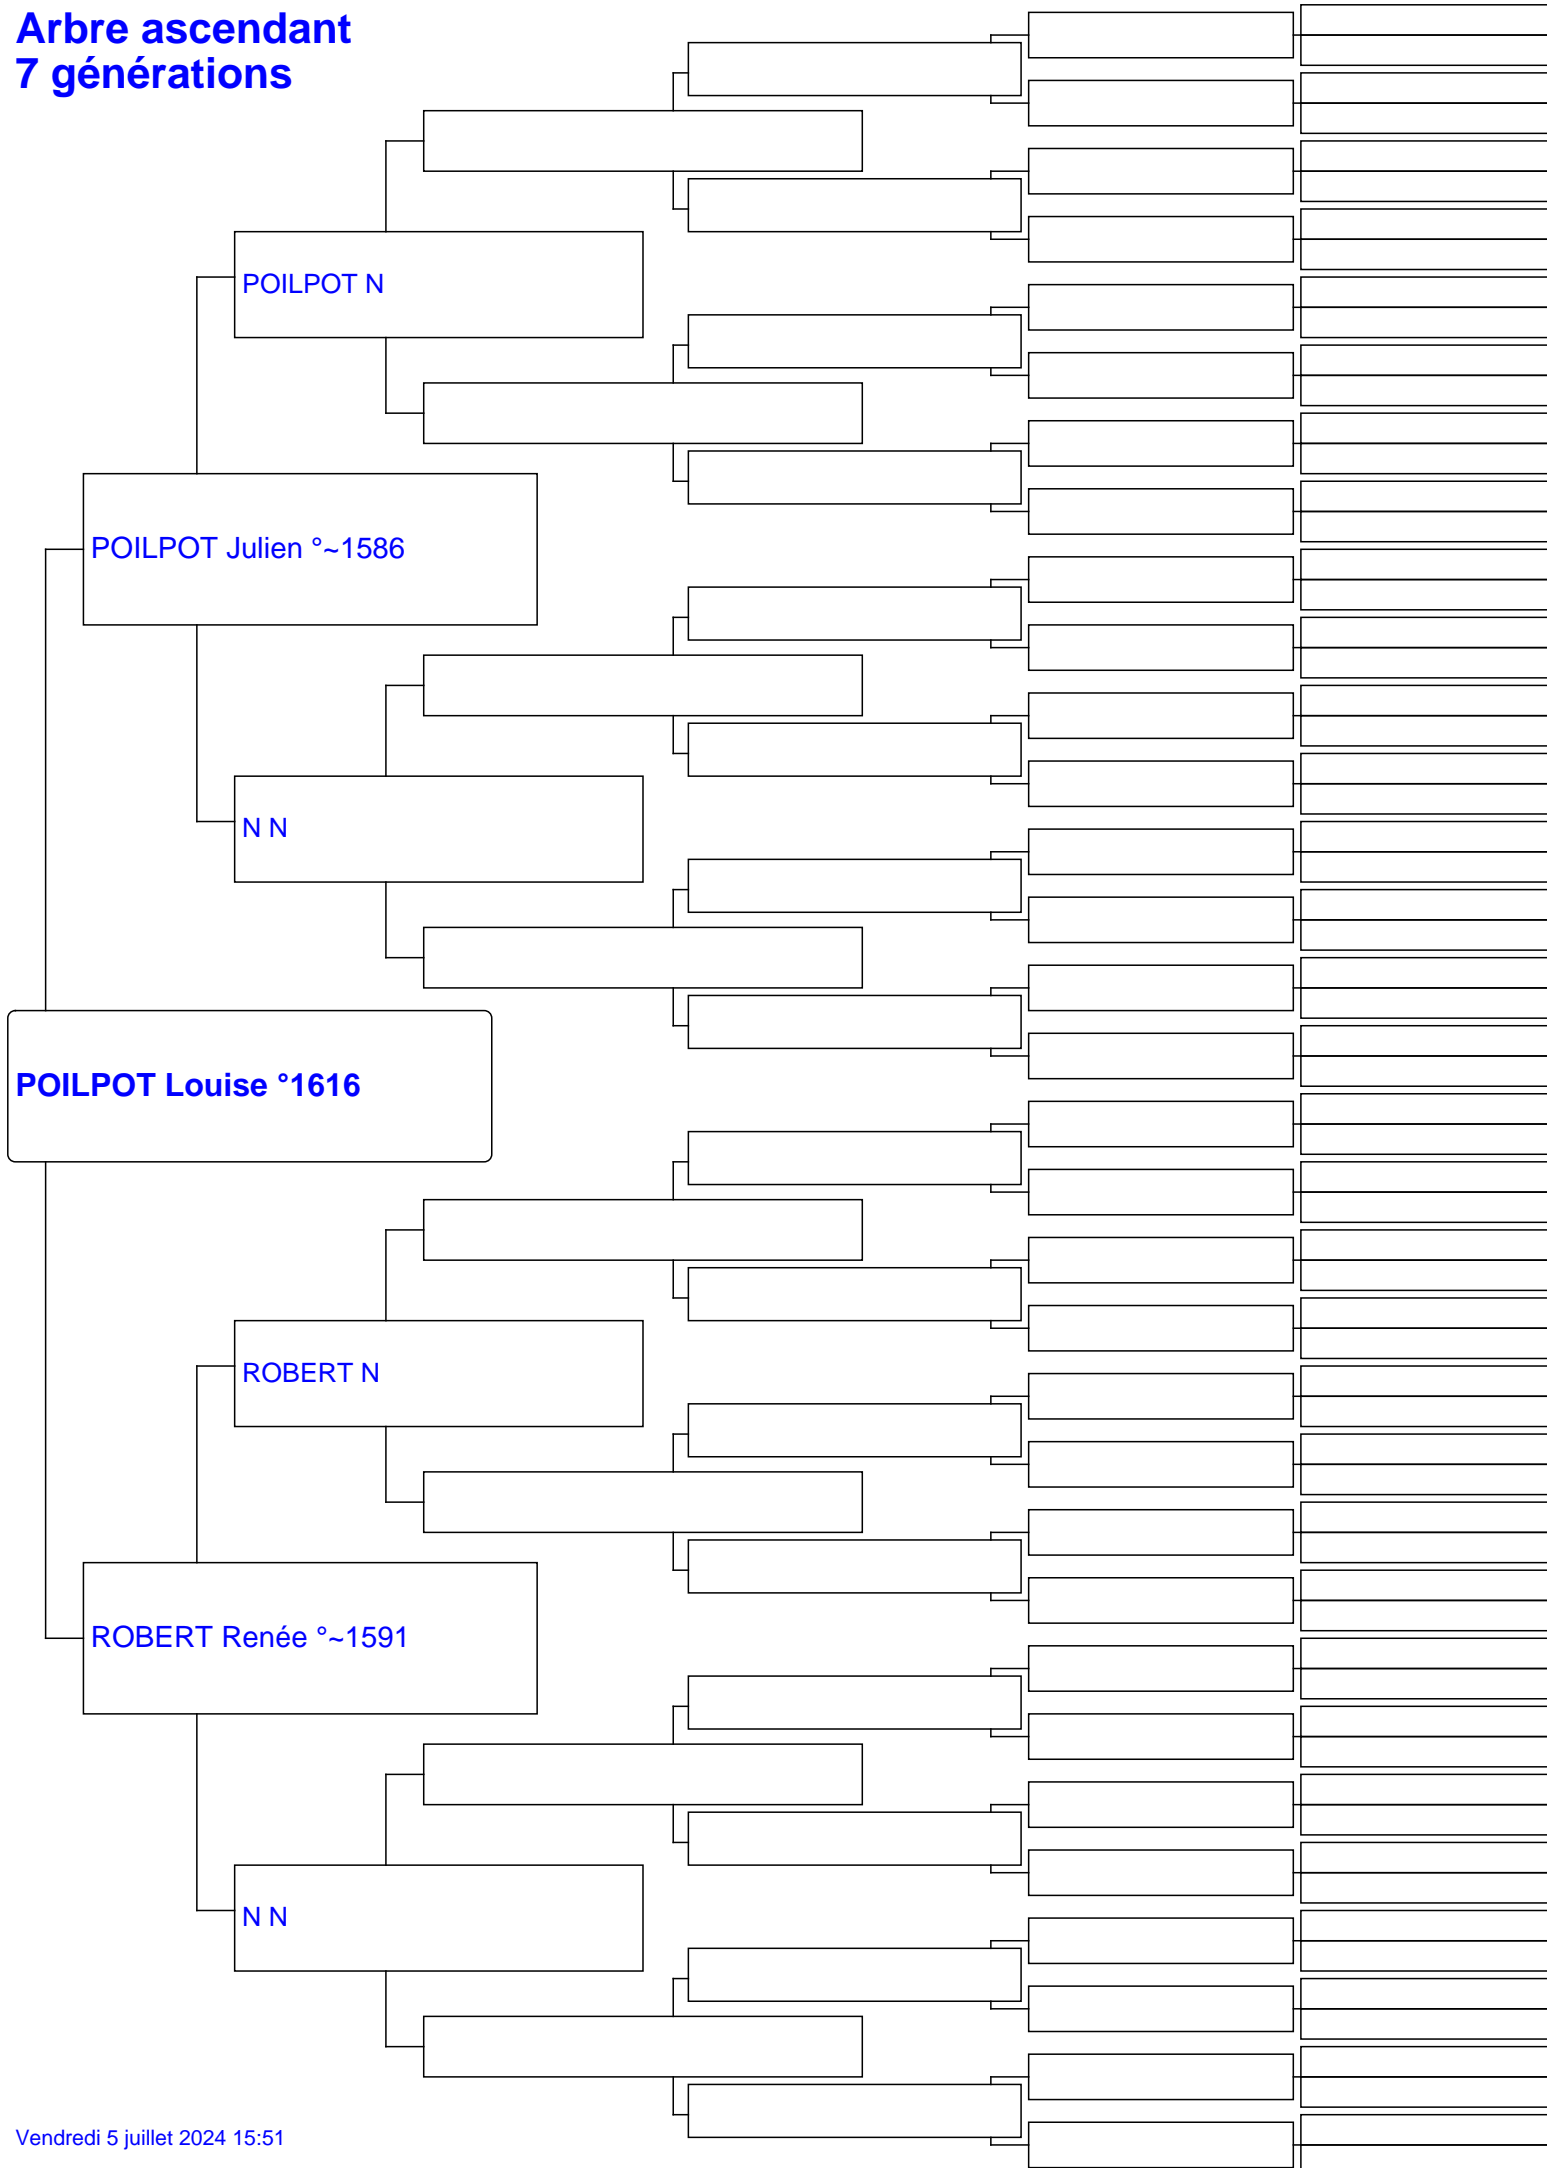 Arbre ascendant
7 générations
POILPOT N
POILPOT Julien °~1586
N N
POILPOT Louise °1616
ROBERT N
ROBERT Renée °~1591
N N
Vendredi 5 juillet 2024 15:51